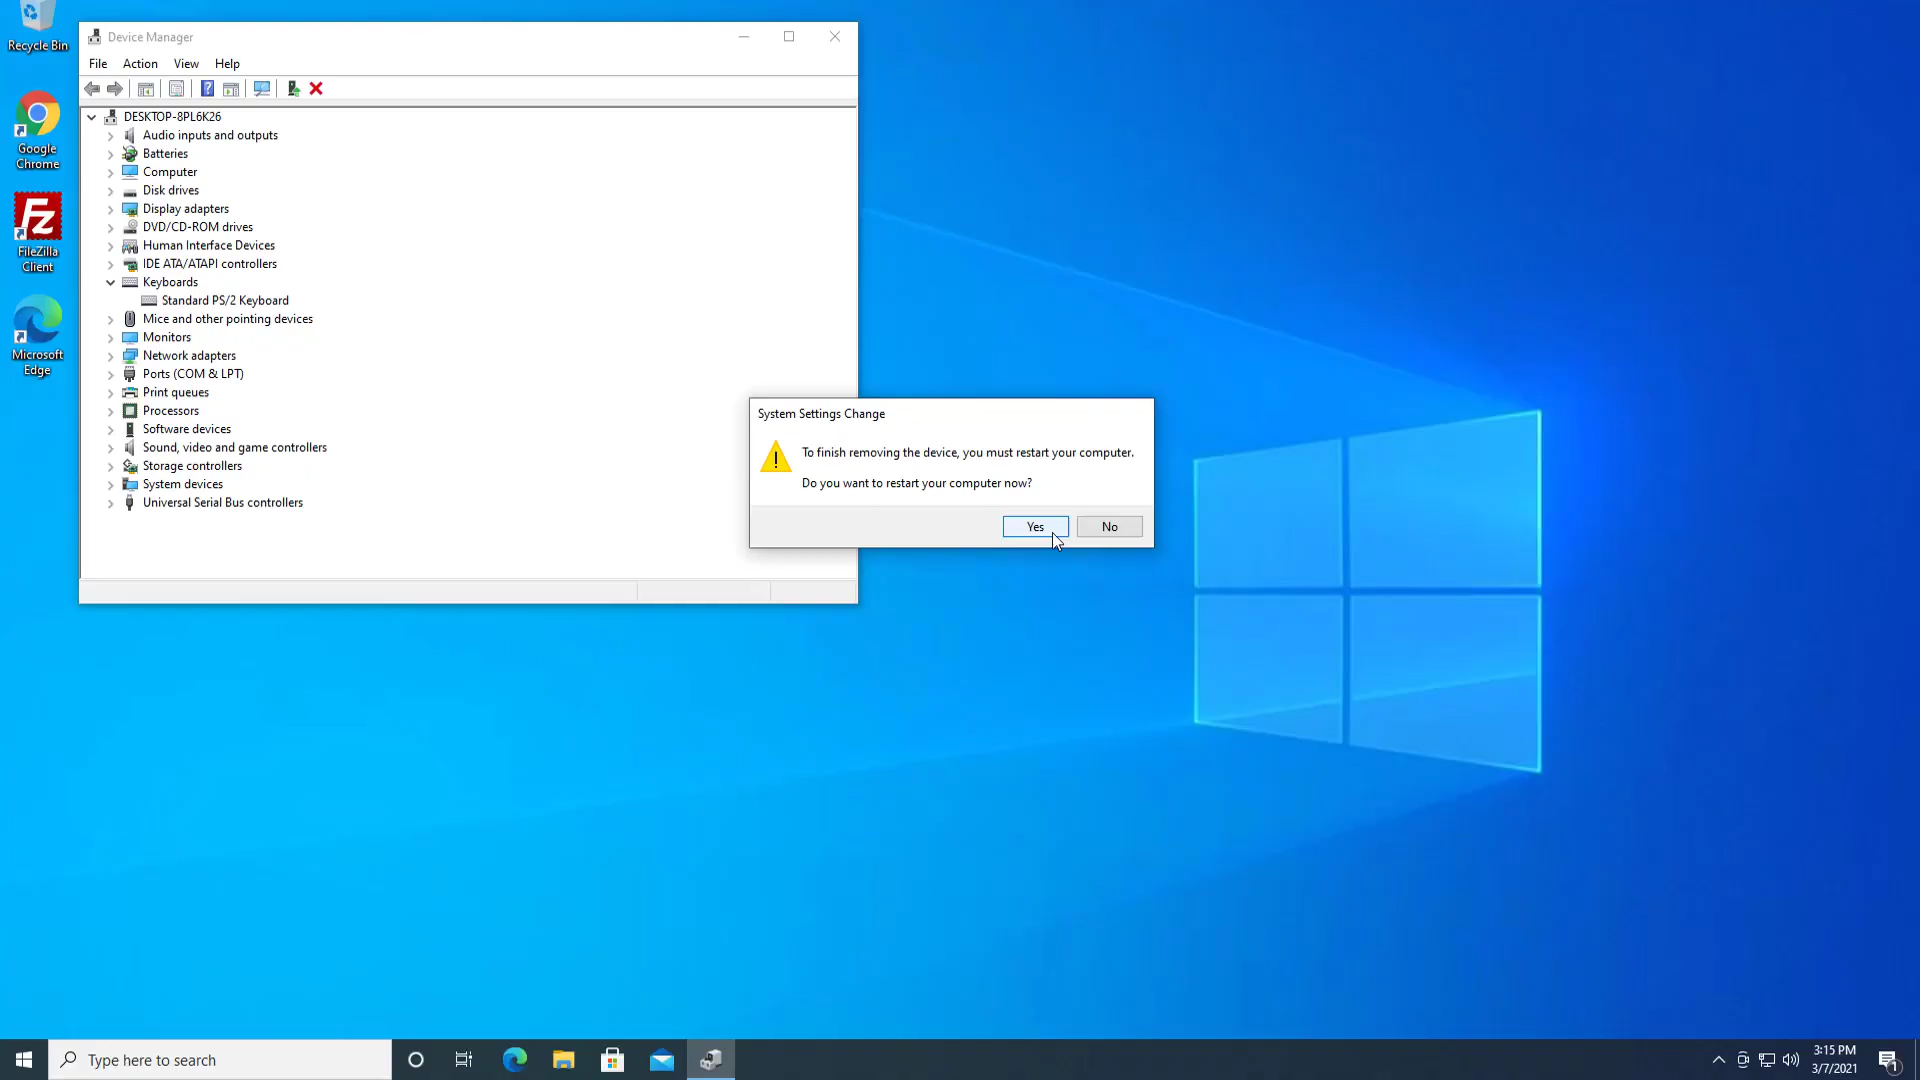 Recycle Bin
Google
Chrome
FileZilla
Client
Microsoft
Edge
Device Manager
File Action View Help
DESKTOP-8PL6K26
Audio inputs and outputs
Batteries
Computer
Disk drives
Display adapters
DVD/CD-ROM drives
Human Interface Devices
IDE ATA/ATAPI controllers
Keyboards
Standard PS/2 Keyboard
Mice and other pointing devices
Monitors
Network adapters
Ports (COM & LPT)
Print queues
Processors
Software devices
Sound, video and game controllers
Storage controllers
System devices
Universal Serial Bus controllers
System Settings Change
To finish removing the device, you must restart your computer.
Do you want to restart your computer now?
Yes No
Type here to search
3:15 PM
3/7/2021
1